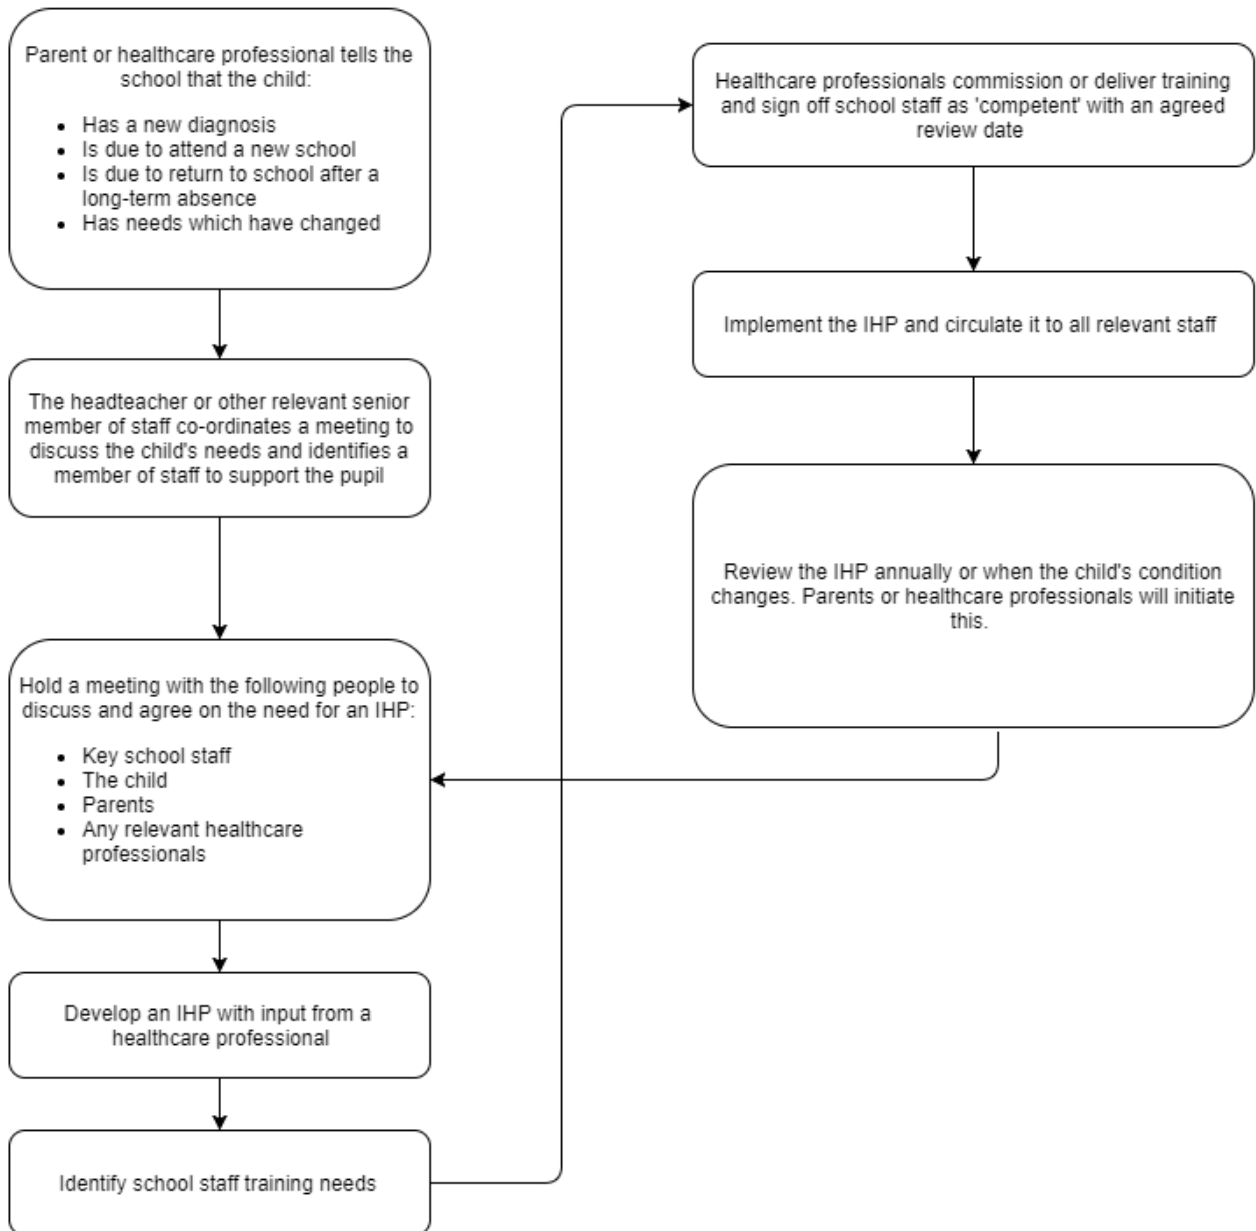 Parent or healthcare professional tells the
school that the child:
• Has a new diagnosis
• Is due to attend a new school
• Is due to return to school after a
long-term absence
• Has needs which have changed
The headteacher or other relevant senior
member of staff co-ordinates a meeting to
discuss the child's needs and identifies a
member of staff to support the pupil
Hold a meeting with the following people to
discuss and agree on the need for an IHP:
• Key school staff
• The child
• Parents
• Any relevant healthcare
professionals
Develop an IHP with input from a
healthcare professional
Identify school staff training needs
Healthcare professionals commission or deliver training
and sign off school staff as 'competent' with an agreed
review date
Implement the IHP and circulate it to all relevant staff
Review the IHP annually or when the child's condition
changes. Parents or healthcare professionals will initiate
this.